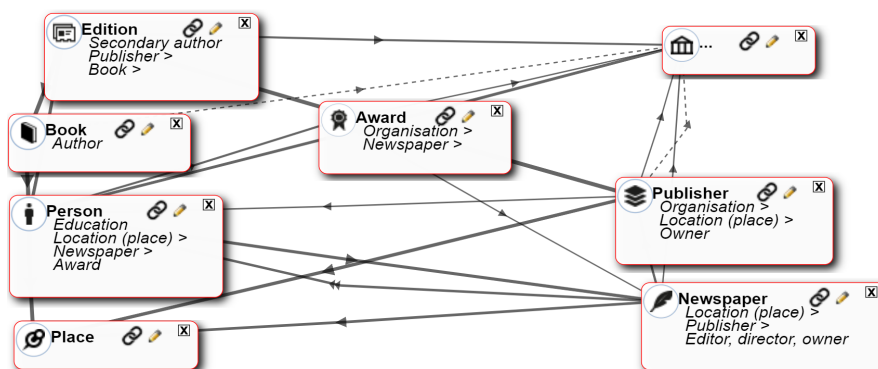 Edition
Secondary author
Publisher >
Book >
X
...
X
Book
Author
X
Award
Organisation >
Newspaper >
X
Person
Education
Location (place) >
Newspaper >
Award
X
Publisher
Organisation >
Location (place) >
Owner
X
Place
X
Newspaper
Location (place) >
Publisher >
Editor, director, owner
X